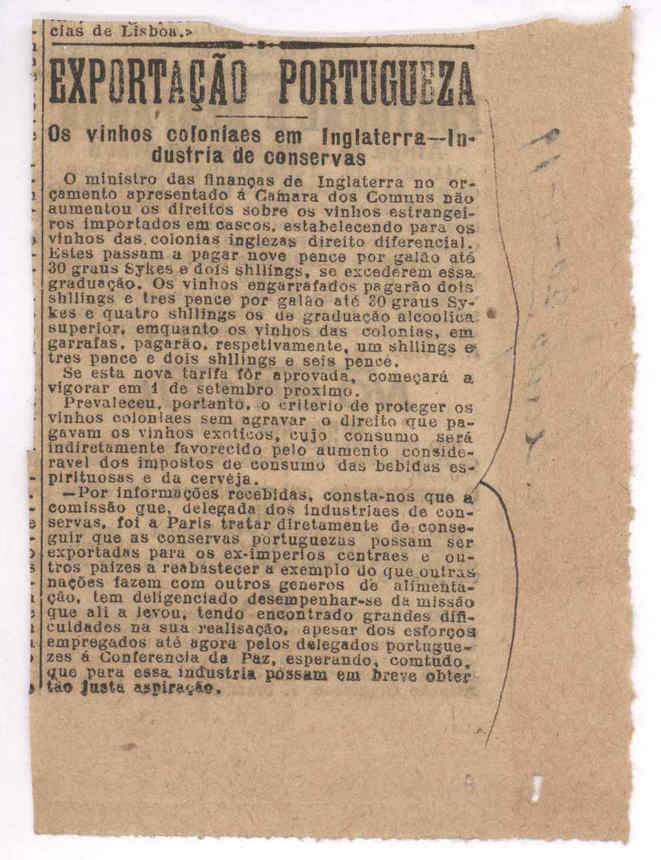 cias de Lisboa.»
EXPORTAÇÃO PORTUGUEZA
Os vinhos coloniaes em Inglaterra—In-
dustria de conservas
O ministro das finanças de Inglaterra no or-
çamento apresentado á Camara dos Comuns não
aumentou os direitos sobre os vinhos estrangei-
ros importados em cascos, estabelecendo para os
vinhos das colonias inglezas direito diferencial.
Estes passam a pagar nove pence por galão até
30 graus Sykes e dois shllings, se excederem essa
graduação. Os vinhos engarrafados pagarão dois
shllings e tres pence por galão até 30 graus Sy-
kes e quatro shllings os de graduação alcoolica
superior, emquanto os vinhos das colonias, em
garrafas, pagarão, respetivamente, um shllings e
tres pence e dois shllings e seis pence.
Se esta nova tarifa fôr aprovada, começará a
vigorar em 1 de setembro proximo.
Prevaleceu, portanto, o criterio de proteger os
vinhos coloniaes sem agravar o direito que pa-
gavam os vinhos exoticos, cujo consumo será
indiretamente favorecido pelo aumento conside-
ravel dos impostos de consumo das bebidas es-
pirituosas e da cerveja.
—Por informações recebidas, consta-nos que a
comissão que, delegada dos industriaes de con-
servas, foi a Paris tratar diretamente de conse-
guir que as conservas portuguezas possam ser
exportadas para os ex-imperios centraes e ou-
tros paizes a reabastecer a exemplo do que outras
nações fazem com outros generos de alimenta-
ção, tem deligenciado desempenhar-se da missão
que ali a levou, tendo encontrado grandes difi-
culdades na sua realisação, apesar dos esforços
empregados até agora pelos delegados portugue-
zes á Conferencia da Paz, esperando, comtudo,
que para essa industria possam em breve obter
tão justa aspiração.